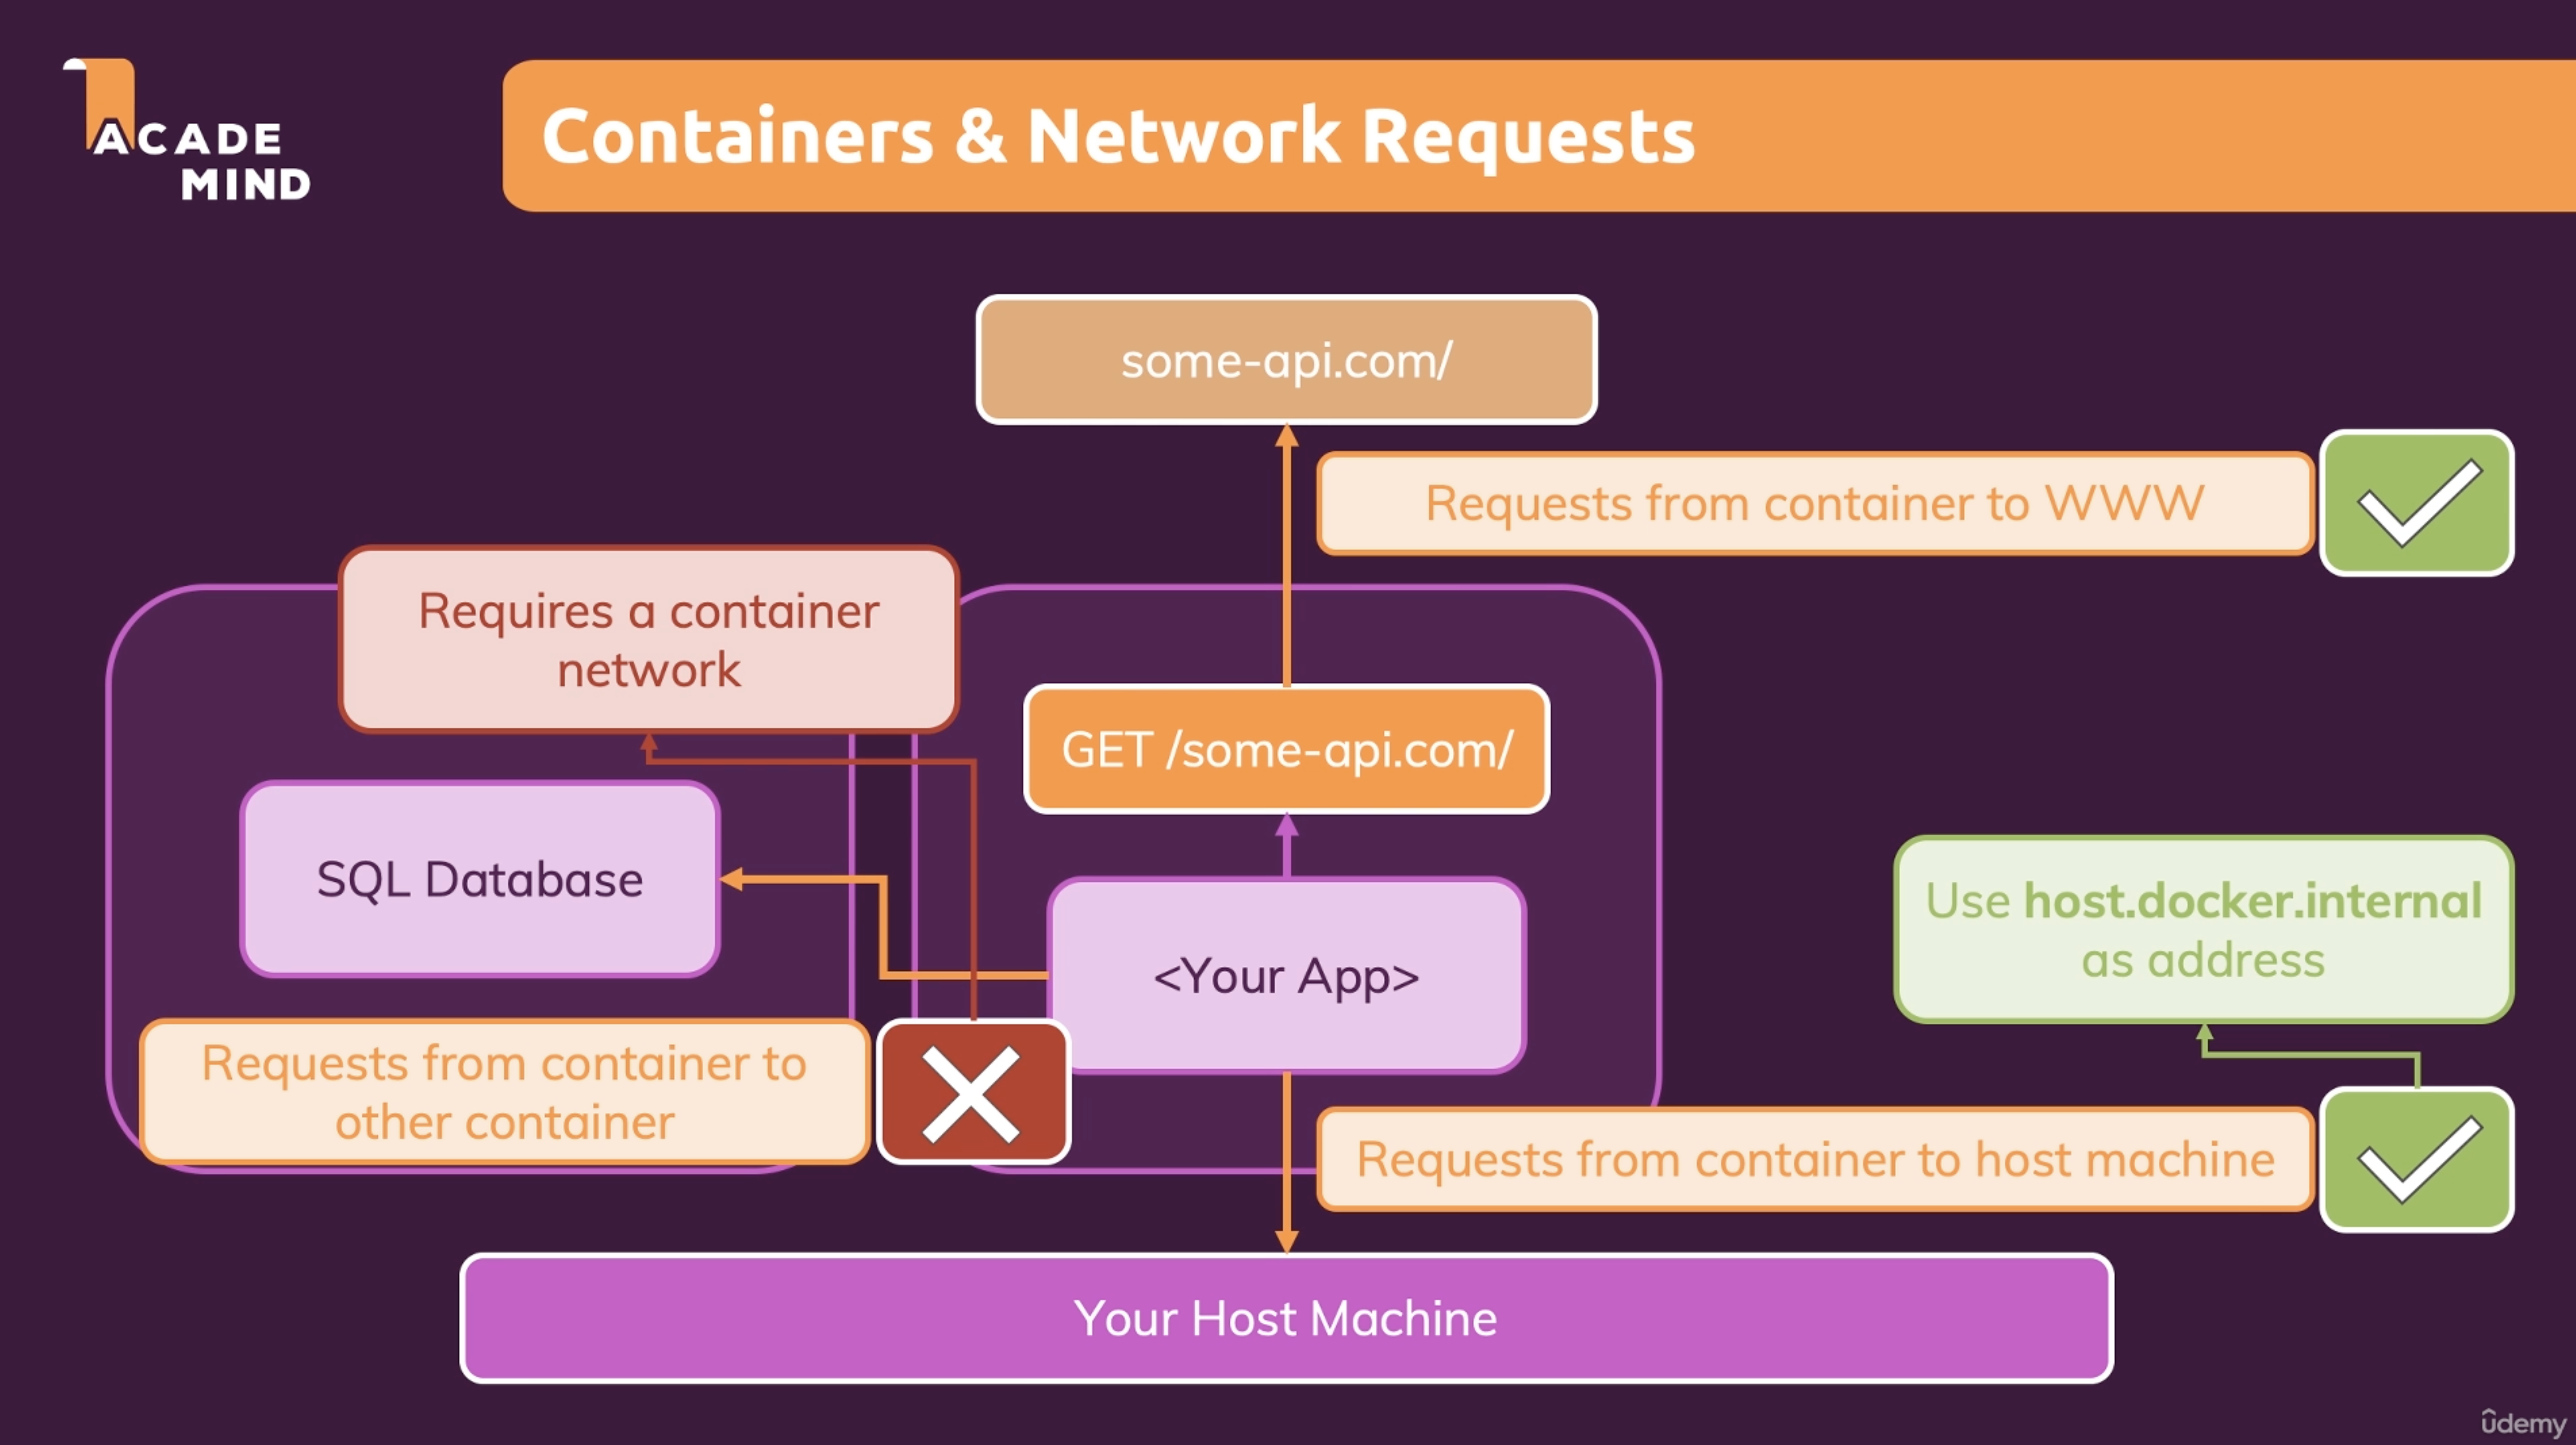 ACADE
MIND
Containers & Network Requests
some-api.com/
Requests from container to WWW
Requires a container
network
GET /some-api.com/
SQL Database
<Your App>
Use host.docker.internal
as address
Requests from container to
other container
Requests from container to host machine
Your Host Machine
ûdemy